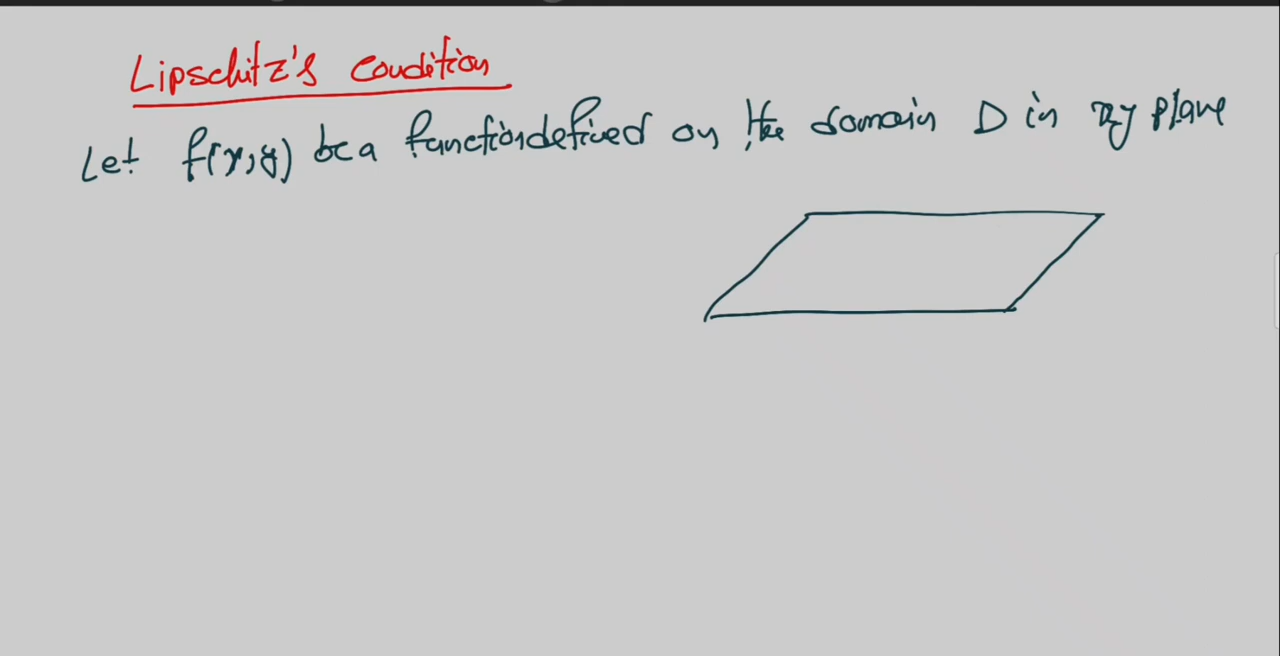 Lipschitz's condition
Let f(x,y) be a function defined on the domain D in xy plane